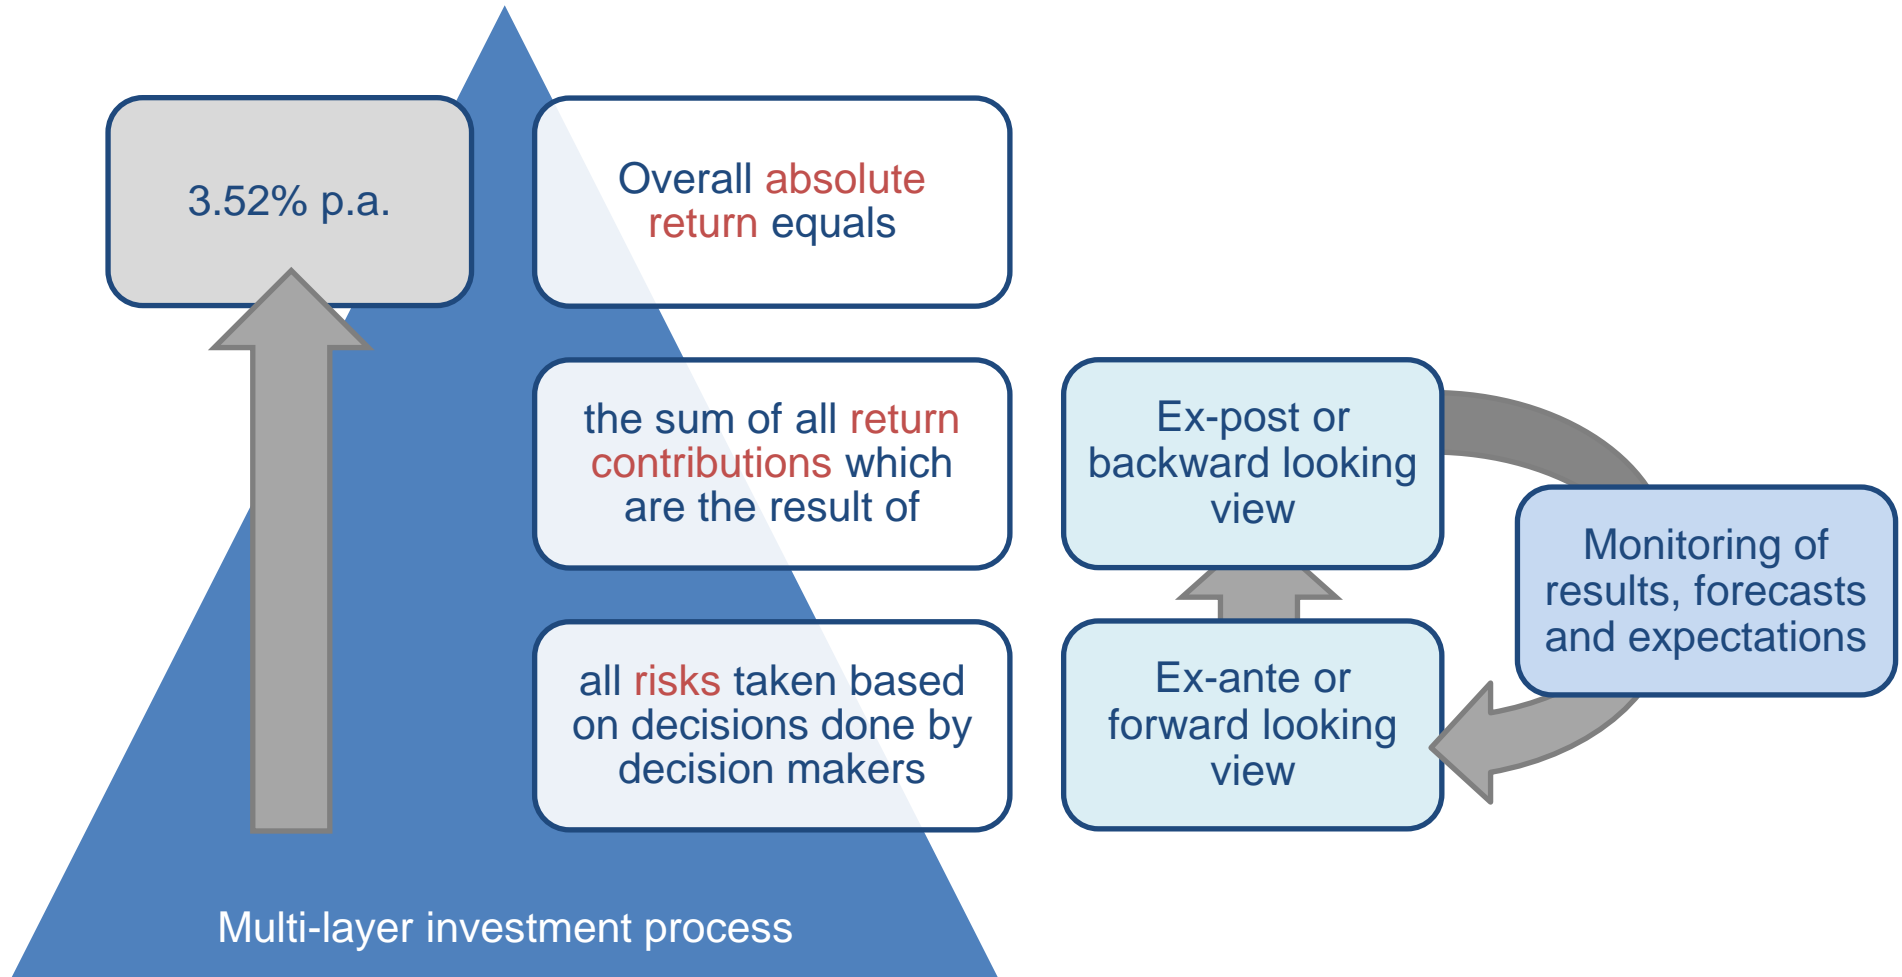 3.52% p.a.
Overall absolute
return equals
the sum of all return
contributions which
are the result of
Ex-post or
backward looking
view
Monitoring of
results, forecasts
and expectations
all risks taken based
on decisions done by
decision makers
Ex-ante or
forward looking
view
Multi-layer investment process